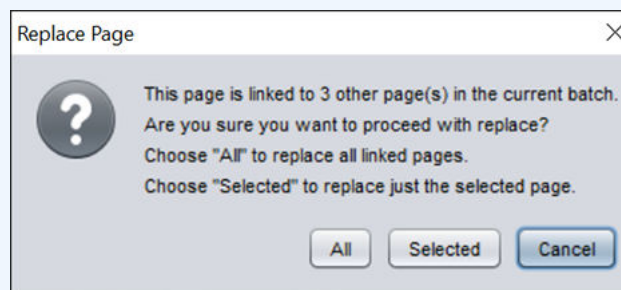 Replace Page
This page is linked to 3 other page(s) in the current batch.
Are you sure you want to proceed with replace?
Choose "All" to replace all linked pages.
Choose "Selected" to replace just the selected page.
All Selected Cancel